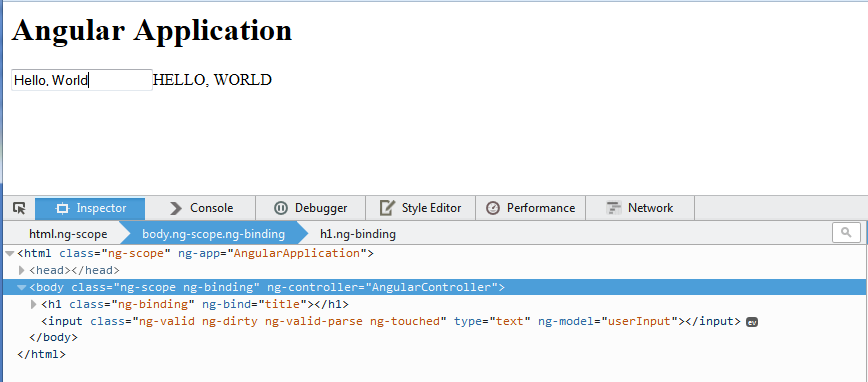 Angular Application
Hello, World HELLO, WORLD
Inspector Console Debugger Style Editor Performance Network
html.ng-scope body.ng-scope.ng-binding h1.ng-binding
<html class="ng-scope" ng-app="AngularApplication">
<head></head>
<body class="ng-scope ng-binding" ng-controller="AngularController">
<h1 class="ng-binding" ng-bind="title"></h1>
<input class="ng-valid ng-dirty ng-valid-parse ng-touched" type="text" ng-model="userInput"></input> ev
</body>
</html>